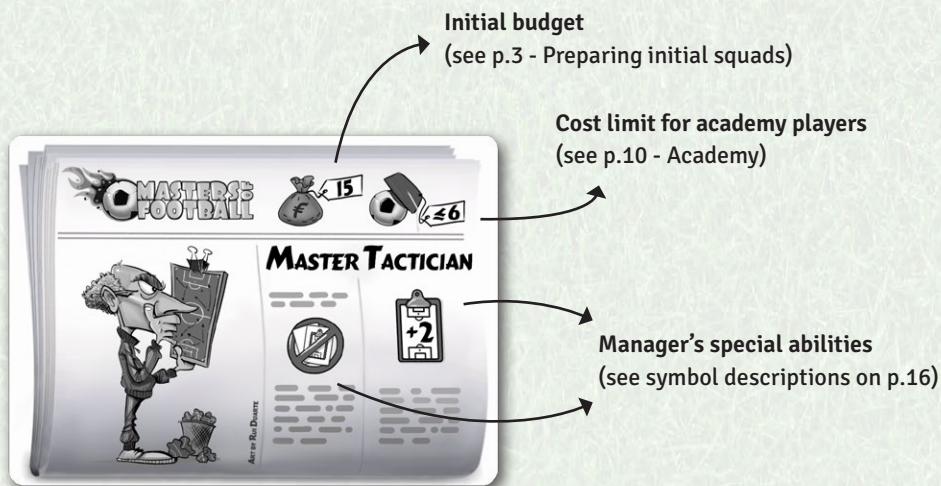 Initial budget
(see p.3 - Preparing initial squads)
Cost limit for academy players
(see p.10 - Academy)
MASTERS OF
FOOTBALL
15
≤6
MASTER TACTICIAN
+2
Manager's special abilities
(see symbol descriptions on p.16)
ART BY RUI DUARTE